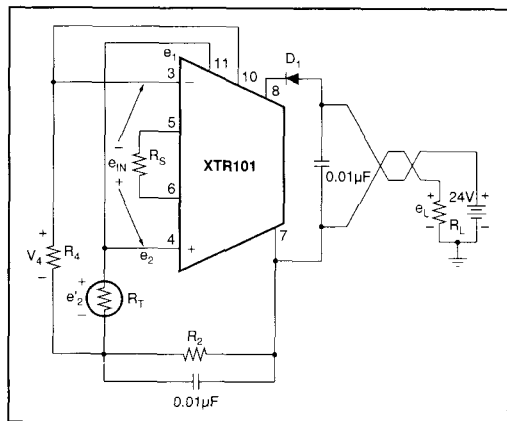 e1
11
10
D1
3
−
8
5
−
eIN
RS
XTR101
0.01µF
24V
+
+
6
+
eL
RL
−
−
7
4
+
e2
+
V4
R4
−
+
e'2
−
RT
R2
0.01µF